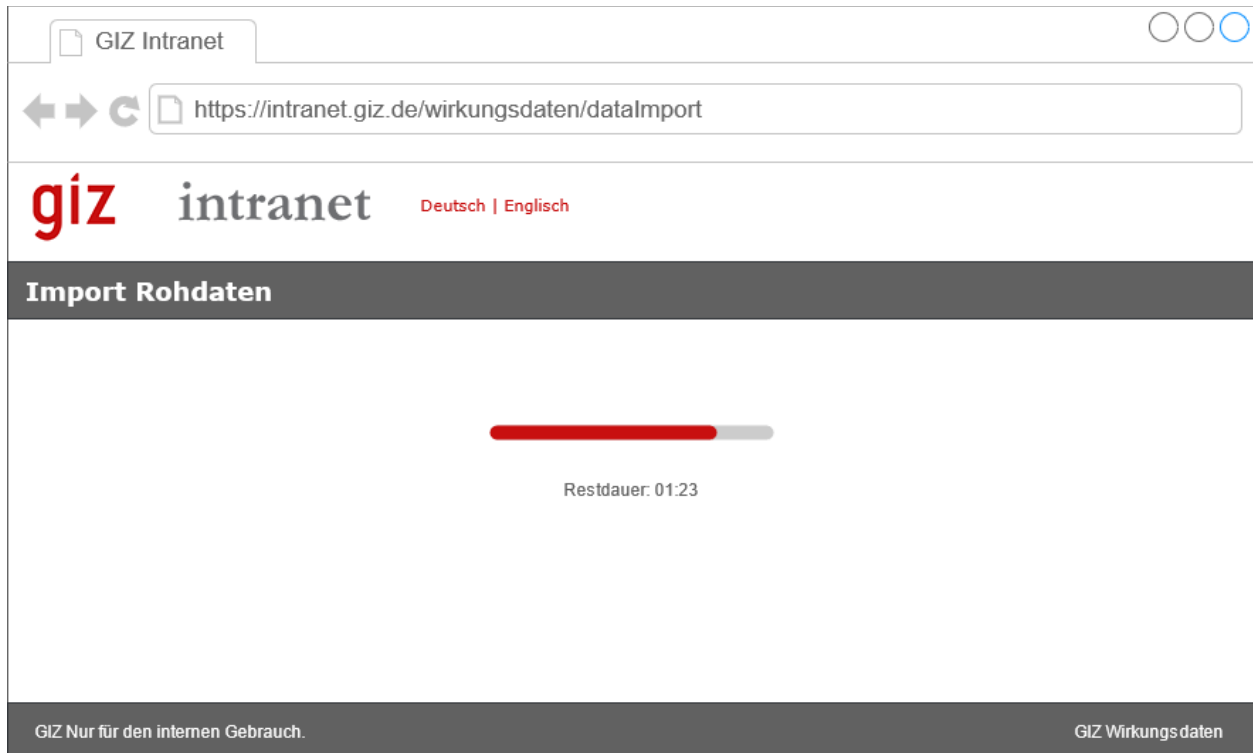 GIZ Intranet
https://intranet.giz.de/wirkungsdaten/dataImport
giz intranet Deutsch | Englisch
Import Rohdaten
Restdauer: 01:23
GIZ Nur für den internen Gebrauch. GIZ Wirkungsdaten